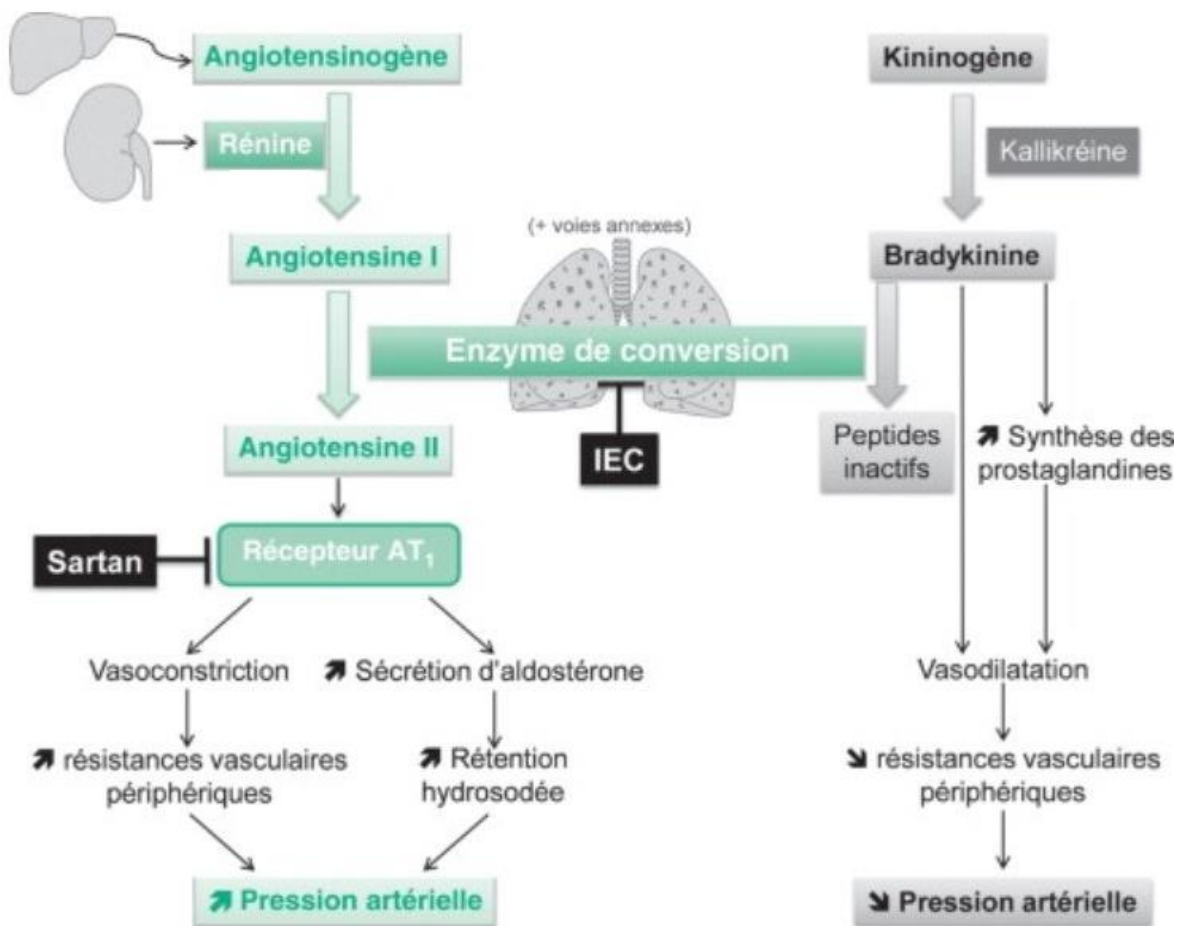 Angiotensinogène
Kininogène
Rénine
Kallikréine
(+ voies annexes)
Angiotensine I
Bradykinine
Enzyme de conversion
Angiotensine II
IEC
Peptides
inactifs
↗ Synthèse des
prostaglandines
Sartan
Récepteur AT₁
Vasoconstriction
↗ Sécrétion d'aldostérone
Vasodilatation
↗ résistances vasculaires
périphériques
↗ Rétention
hydrosodée
↘ résistances vasculaires
périphériques
↗ Pression artérielle
↘ Pression artérielle